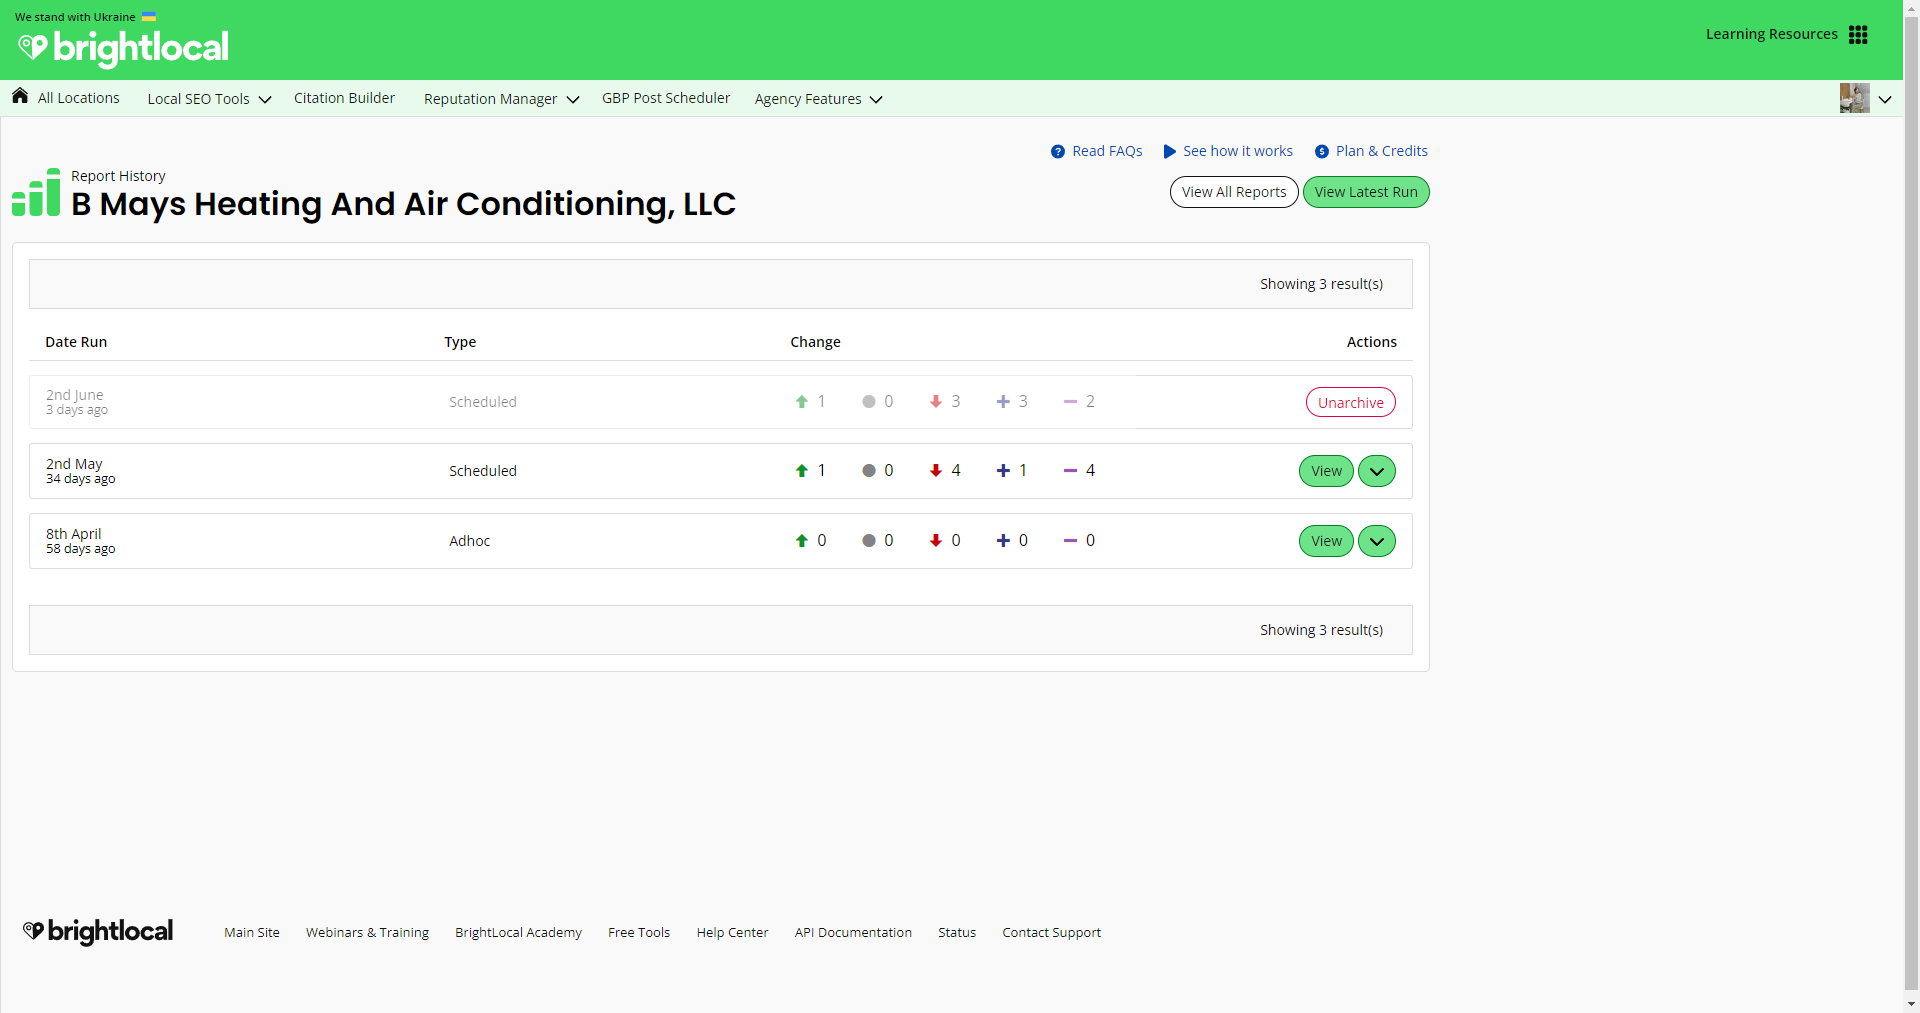 We stand with Ukraine
brightlocal
Learning Resources
All Locations
Local SEO Tools
Citation Builder
Reputation Manager
GBP Post Scheduler
Agency Features
Read FAQs
See how it works
Plan & Credits
Report History
B Mays Heating And Air Conditioning, LLC
View All Reports
View Latest Run
Showing 3 result(s)
Date Run Type Change Actions
2nd June
3 days ago
Scheduled 1 0 3 3 2 Unarchive
2nd May
34 days ago
Scheduled 1 0 4 1 4 View
8th April
58 days ago
Adhoc 0 0 0 0 0 View
Showing 3 result(s)
brightlocal
Main Site
Webinars & Training
BrightLocal Academy
Free Tools
Help Center
API Documentation
Status
Contact Support